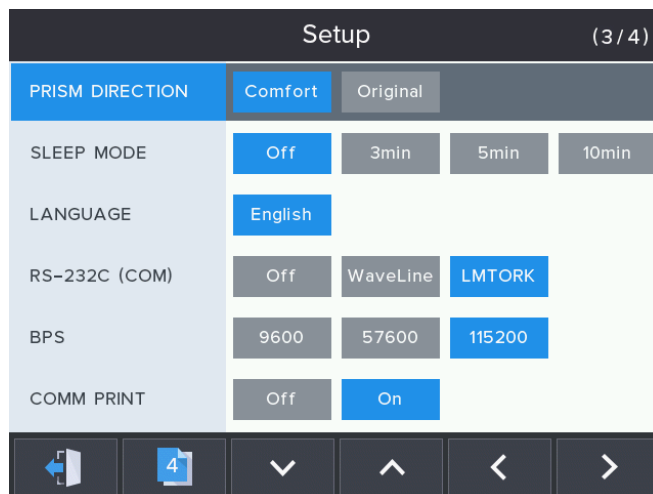 Setup (3/4)
PRISM DIRECTION Comfort Original
SLEEP MODE Off 3min 5min 10min
LANGUAGE English
RS-232C (COM) Off WaveLine LMTORK
BPS 9600 57600 115200
COMM PRINT Off On
4